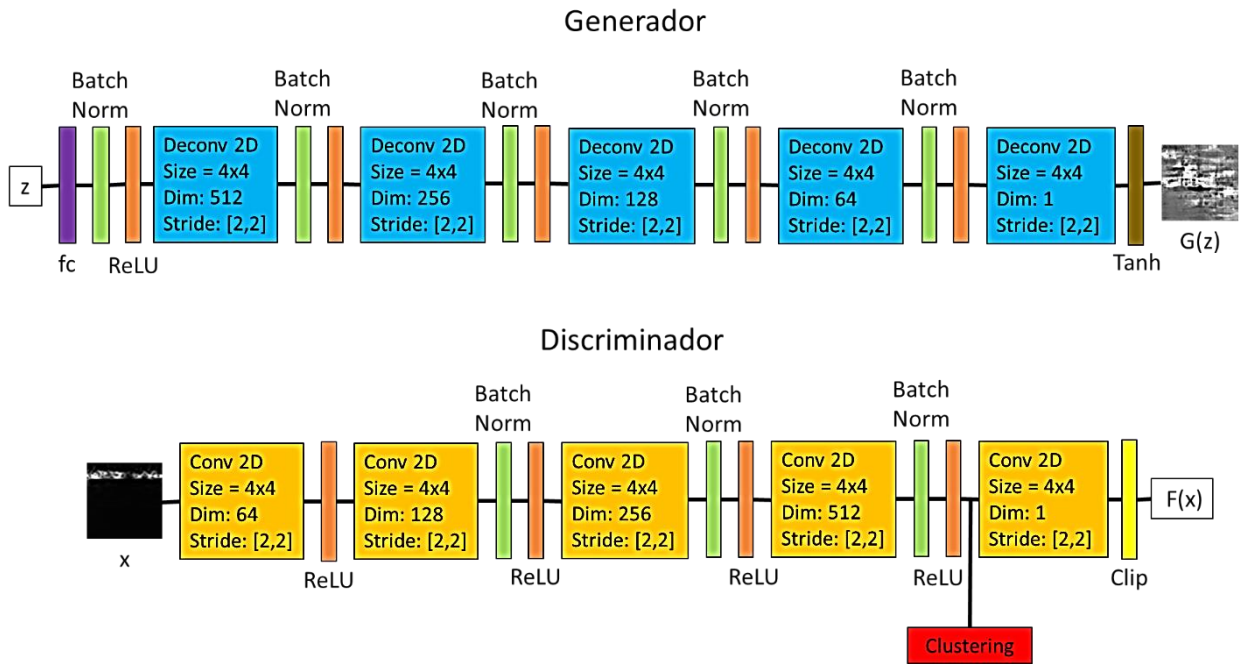 Generador
Batch
Norm
Batch
Norm
Batch
Norm
Batch
Norm
z
Deconv 2D
Size = 4x4
Dim: 512
Stride: [2,2]
Deconv 2D
Size = 4x4
Dim: 256
Stride: [2,2]
Deconv 2D
Size = 4x4
Dim: 128
Stride: [2,2]
Deconv 2D
Size = 4x4
Dim: 64
Stride: [2,2]
Deconv 2D
Size = 4x4
Dim: 1
Stride: [2,2]
G(z)
fc
ReLU
Tanh
Discriminador
Batch
Norm
Batch
Norm
Batch
Norm
x
Conv 2D
Size = 4x4
Dim: 64
Stride: [2,2]
Conv 2D
Size = 4x4
Dim: 128
Stride: [2,2]
Conv 2D
Size = 4x4
Dim: 256
Stride: [2,2]
Conv 2D
Size = 4x4
Dim: 512
Stride: [2,2]
Conv 2D
Size = 4x4
Dim: 1
Stride: [2,2]
F(x)
ReLU
ReLU
ReLU
ReLU
Clip
Clustering